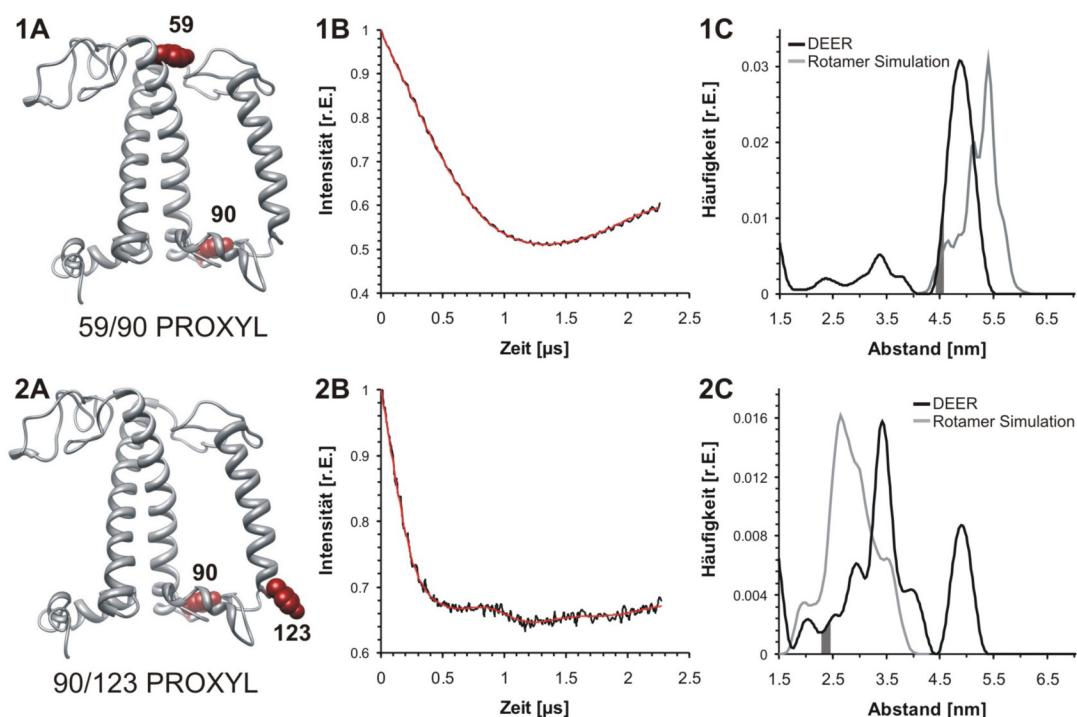 1A
59
90
59/90 PROXYL
1B
Intensität [r.E.]
1
0.9
0.8
0.7
0.6
0.5
0.4
0 0.5 1 1.5 2 2.5
Zeit [µs]
1C
DEER
Rotamer Simulation
Häufigkeit [r.E.]
0.03
0.02
0.01
0
1.5 2.5 3.5 4.5 5.5 6.5
Abstand [nm]
2A
90
123
90/123 PROXYL
2B
Intensität [r.E.]
1
0.9
0.8
0.7
0.6
0 0.5 1 1.5 2 2.5
Zeit [µs]
2C
DEER
Rotamer Simulation
Häufigkeit [r.E.]
0.016
0.012
0.008
0.004
0
1.5 2.5 3.5 4.5 5.5 6.5
Abstand [nm]